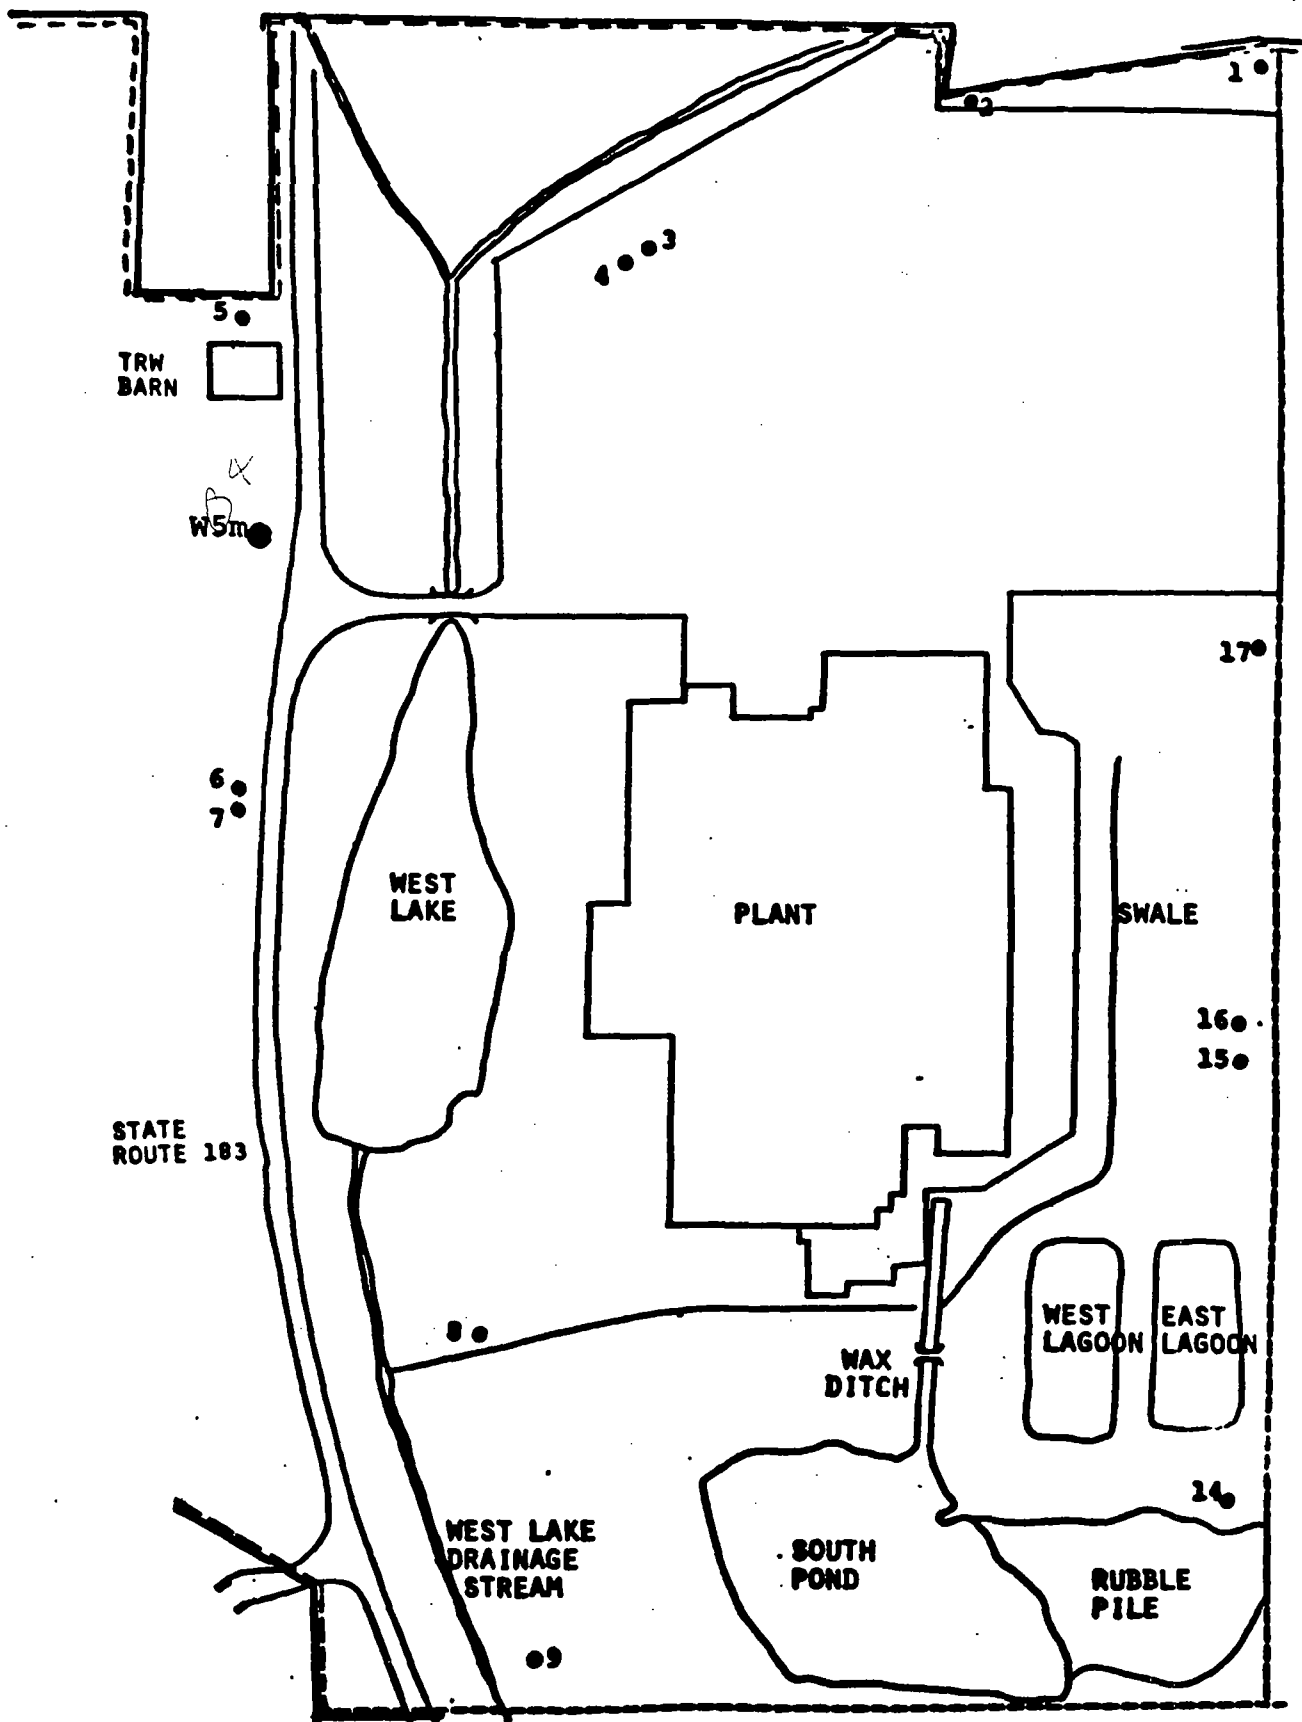 1
2
3
4
5
TRW
BARN
W5m
17
6
7
WEST
LAKE
PLANT
SWALE
16
15
STATE
ROUTE 183
8
WEST
LAGOON
EAST
LAGOON
WAX
DITCH
14
WEST LAKE
DRAINAGE
STREAM
SOUTH
POND
RUBBLE
PILE
9